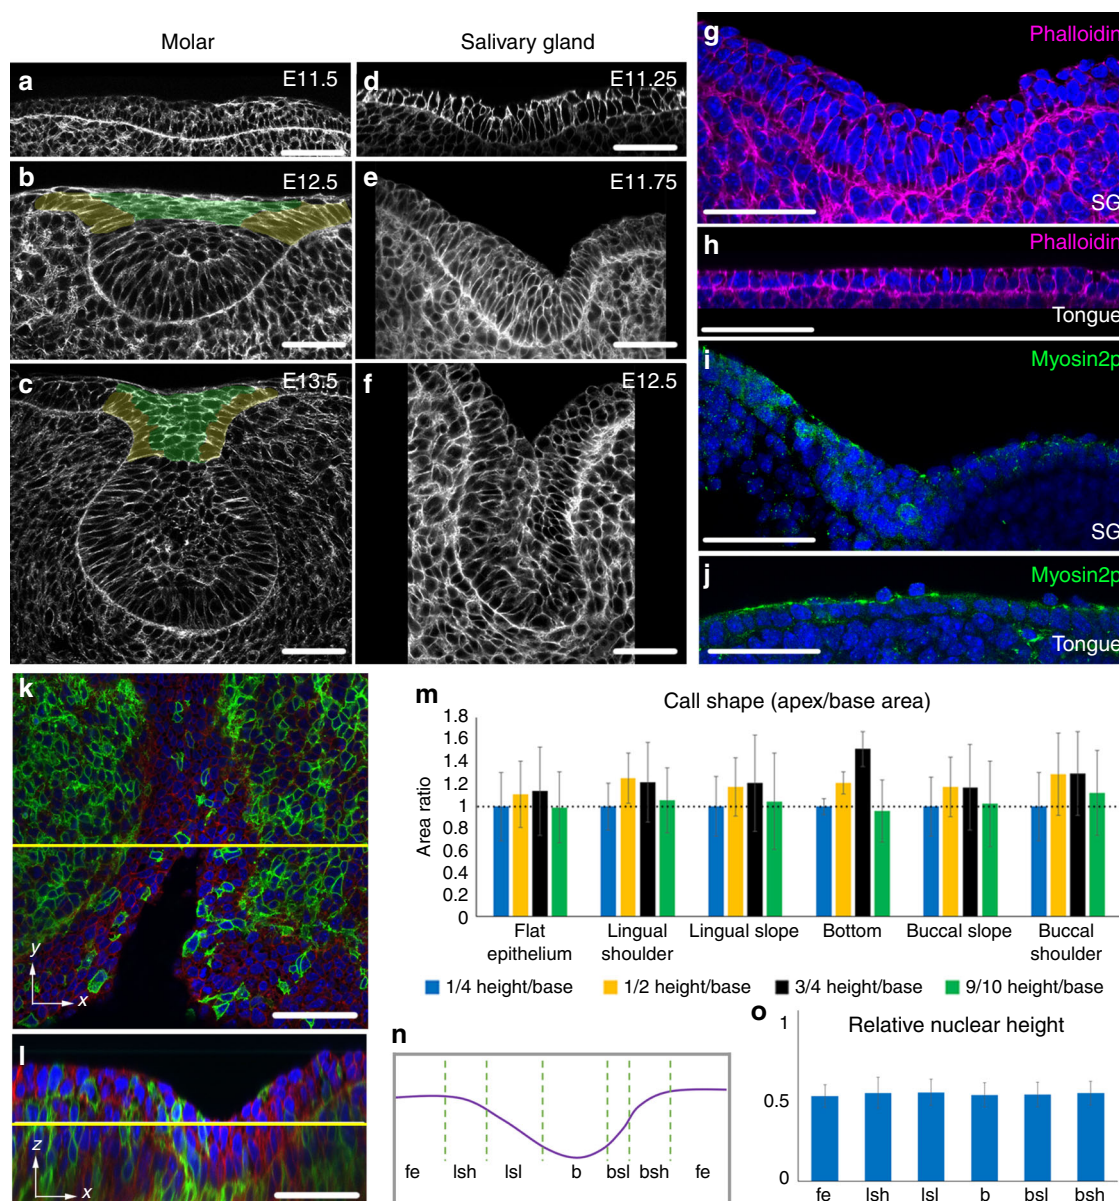 Molar
Salivary gland
a
E11.5
b
E12.5
c
E13.5
d
E11.25
e
E11.75
f
E12.5
g
Phalloidin
SG
h
Phalloidin
Tongue
i
Myosin2p
SG
j
Myosin2p
Tongue
k
y
x
l
z
x
m
Call shape (apex/base area)
Area ratio
1.8
1.6
1.4
1.2
1
0.8
0.6
0.4
0.2
0
Flat epithelium
Lingual shoulder
Lingual slope
Bottom
Buccal slope
Buccal shoulder
1/4 height/base
1/2 height/base
3/4 height/base
9/10 height/base
n
fe
lsh
lsl
b
bsl
bsh
fe
o
Relative nuclear height
1
0.5
0
fe
lsh
lsl
b
bsl
bsh